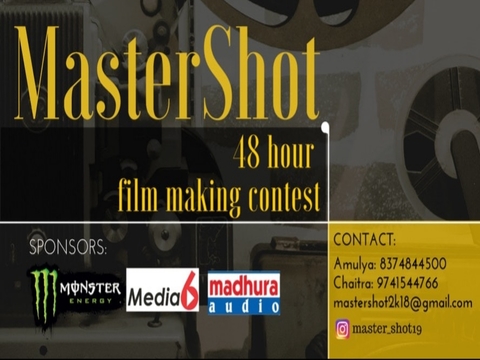 MasterShot
48 hour
film making contest
SPONSORS:
MONSTER
ENERGY
Media6
madhura
audio
CONTACT:
Amulya: 8374844500
Chaitra: 9741544766
mastershot2k18@gmail.com
master_shot19